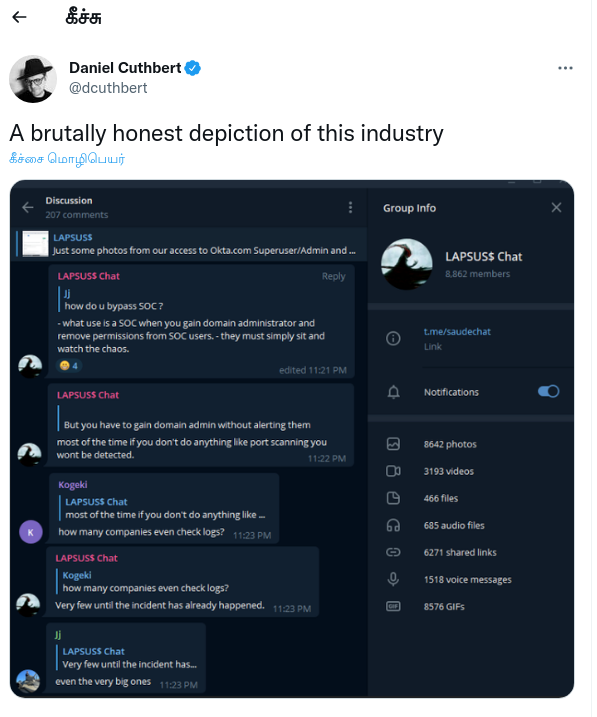 கீச்சு
Daniel Cuthbert
@dcuthbert
A brutally honest depiction of this industry
கீச்சை மொழிபெயர்
Discussion
207 comments
LAPSUS$
Just some photos from our access to Okta.com Superuser/Admin and ...
LAPSUS$ Chat
Reply
Jj
how do u bypass SOC ?
- what use is a SOC when you gain domain administrator and
remove permissions from SOC users. - they must simply sit and
watch the chaos.
4
edited 11:21 PM
LAPSUS$ Chat
But you have to gain domain admin without alerting them
most of the time if you don't do anything like port scanning you
wont be detected.
11:22 PM
Kogeki
LAPSUS$ Chat
most of the time if you don't do anything like ...
K
how many companies even check logs?
11:23 PM
LAPSUS$ Chat
Kogeki
how many companies even check logs?
Very few until the incident has already happened.
11:23 PM
Jj
LAPSUS$ Chat
Very few until the incident has...
even the very big ones
11:23 PM
Group Info
LAPSUS$ Chat
8,862 members
t.me/saudechat
Link
Notifications
8642 photos
3193 videos
466 files
685 audio files
6271 shared links
1518 voice messages
GIF
8576 GIFs